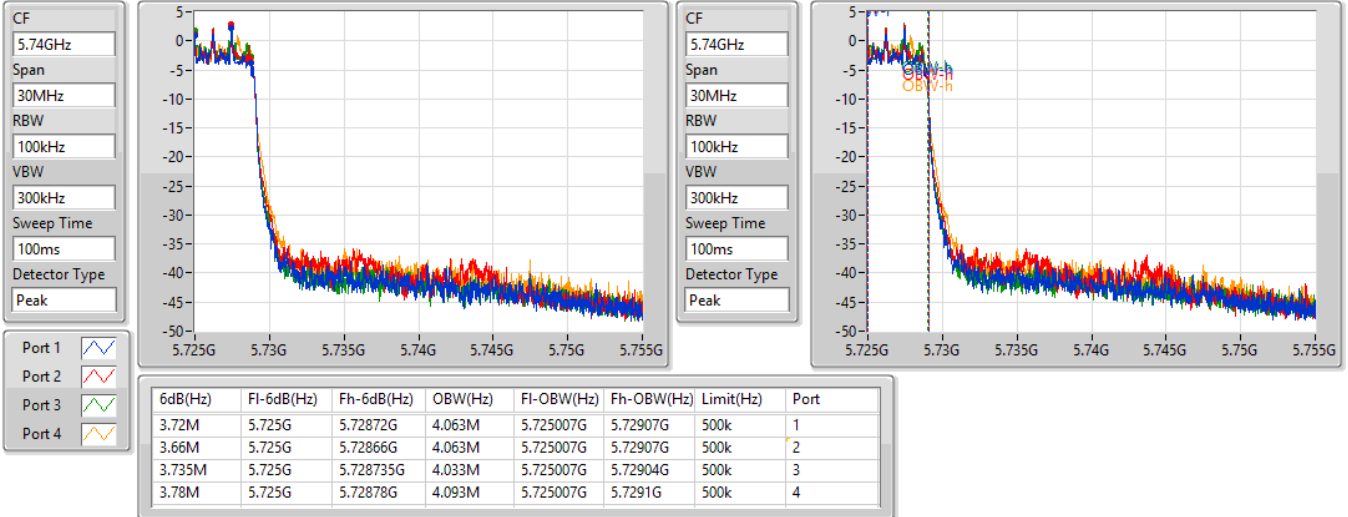 CF
5.74GHz
Span
30MHz
RBW
100kHz
VBW
300kHz
Sweep Time
100ms
Detector Type
Peak
5
0
-5
-10
-15
-20
-25
-30
-35
-40
-45
-50
5.725G 5.73G 5.735G 5.74G 5.745G 5.75G 5.755G
CF
5.74GHz
Span
30MHz
RBW
100kHz
VBW
300kHz
Sweep Time
100ms
Detector Type
Peak
5
0
-5
-10
-15
-20
-25
-30
-35
-40
-45
-50
OBW-h
OBW-h
OBW-h
5.725G 5.73G 5.735G 5.74G 5.745G 5.75G 5.755G
Port 1
Port 2
Port 3
Port 4
6dB(Hz) Fl-6dB(Hz) Fh-6dB(Hz) OBW(Hz) Fl-OBW(Hz) Fh-OBW(Hz) Limit(Hz) Port
3.72M 5.725G 5.72872G 4.063M 5.725007G 5.72907G 500k 1
3.66M 5.725G 5.72866G 4.063M 5.725007G 5.72907G 500k 2
3.735M 5.725G 5.728735G 4.033M 5.725007G 5.72904G 500k 3
3.78M 5.725G 5.72878G 4.093M 5.725007G 5.7291G 500k 4